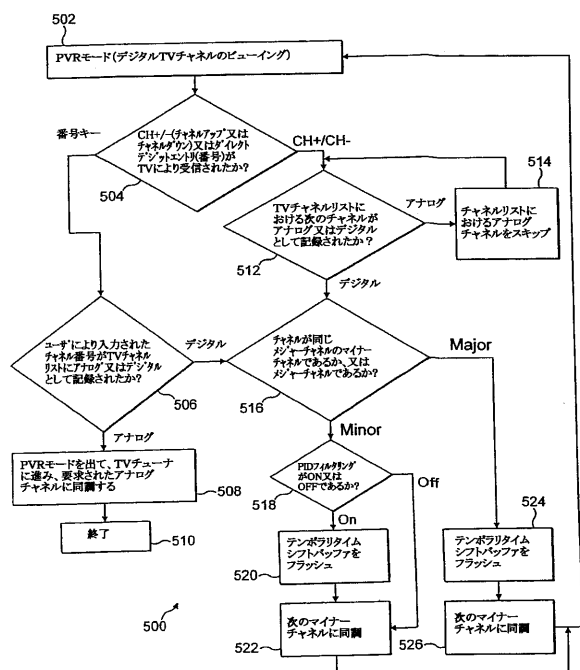 502
PVRモード(デジタルTVチャネルのビューイング)
番号キー
CH+/-(チャネルアップ又は
チャネルダウン)又はダイレクト
デジットエントリ(番号)が
TVにより受信されたか?
504
CH+/CH-
514
TVチャネルリストに
おける次のチャネルが
アナログ又はデジタル
として記録されたか?
512
アナログ
チャネルリストに
おけるアナログ
チャネルをスキップ
デジタル
ユーザにより入力された
チャネル番号がTVチャネル
リストにアナログ又はデジタル
として記録されたか?
506
デジタル
チャネルが同じ
メジャーチャネルのマイナー
チャネルであるか、又は
メジャーチャネルであるか?
516
Major
アナログ
Minor
PVRモードを出て、TVチューナ
に進み、要求されたアナログ
チャネルに同調する
508
PIDフィルタリング
がON又は
OFFであるか?
518
Off
On
終了
510
524
テンポラリタイム
シフトバッファを
フラッシュ
520
テンポラリタイム
シフトバッファを
フラッシュ
500
次のマイナー
チャネルに同調
522
次のマイナー
チャネルに同調
526